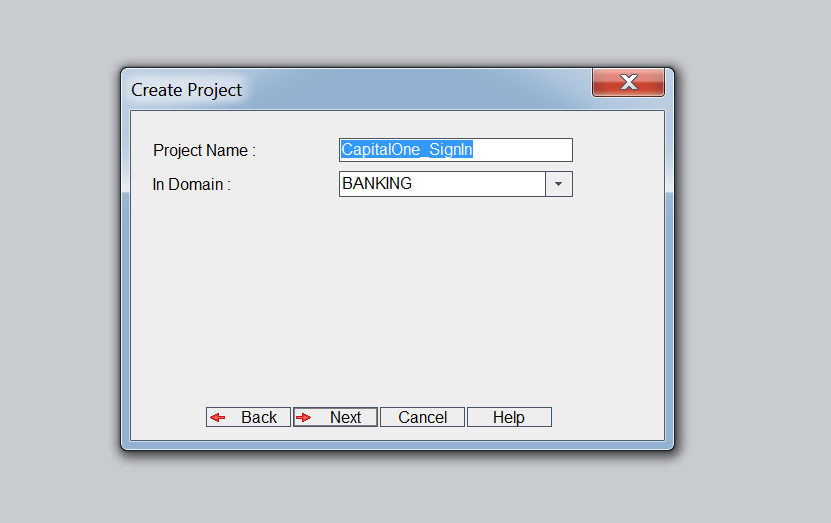 Create Project
Project Name : CapitalOne_SignIn
In Domain : BANKING
Back Next Cancel Help